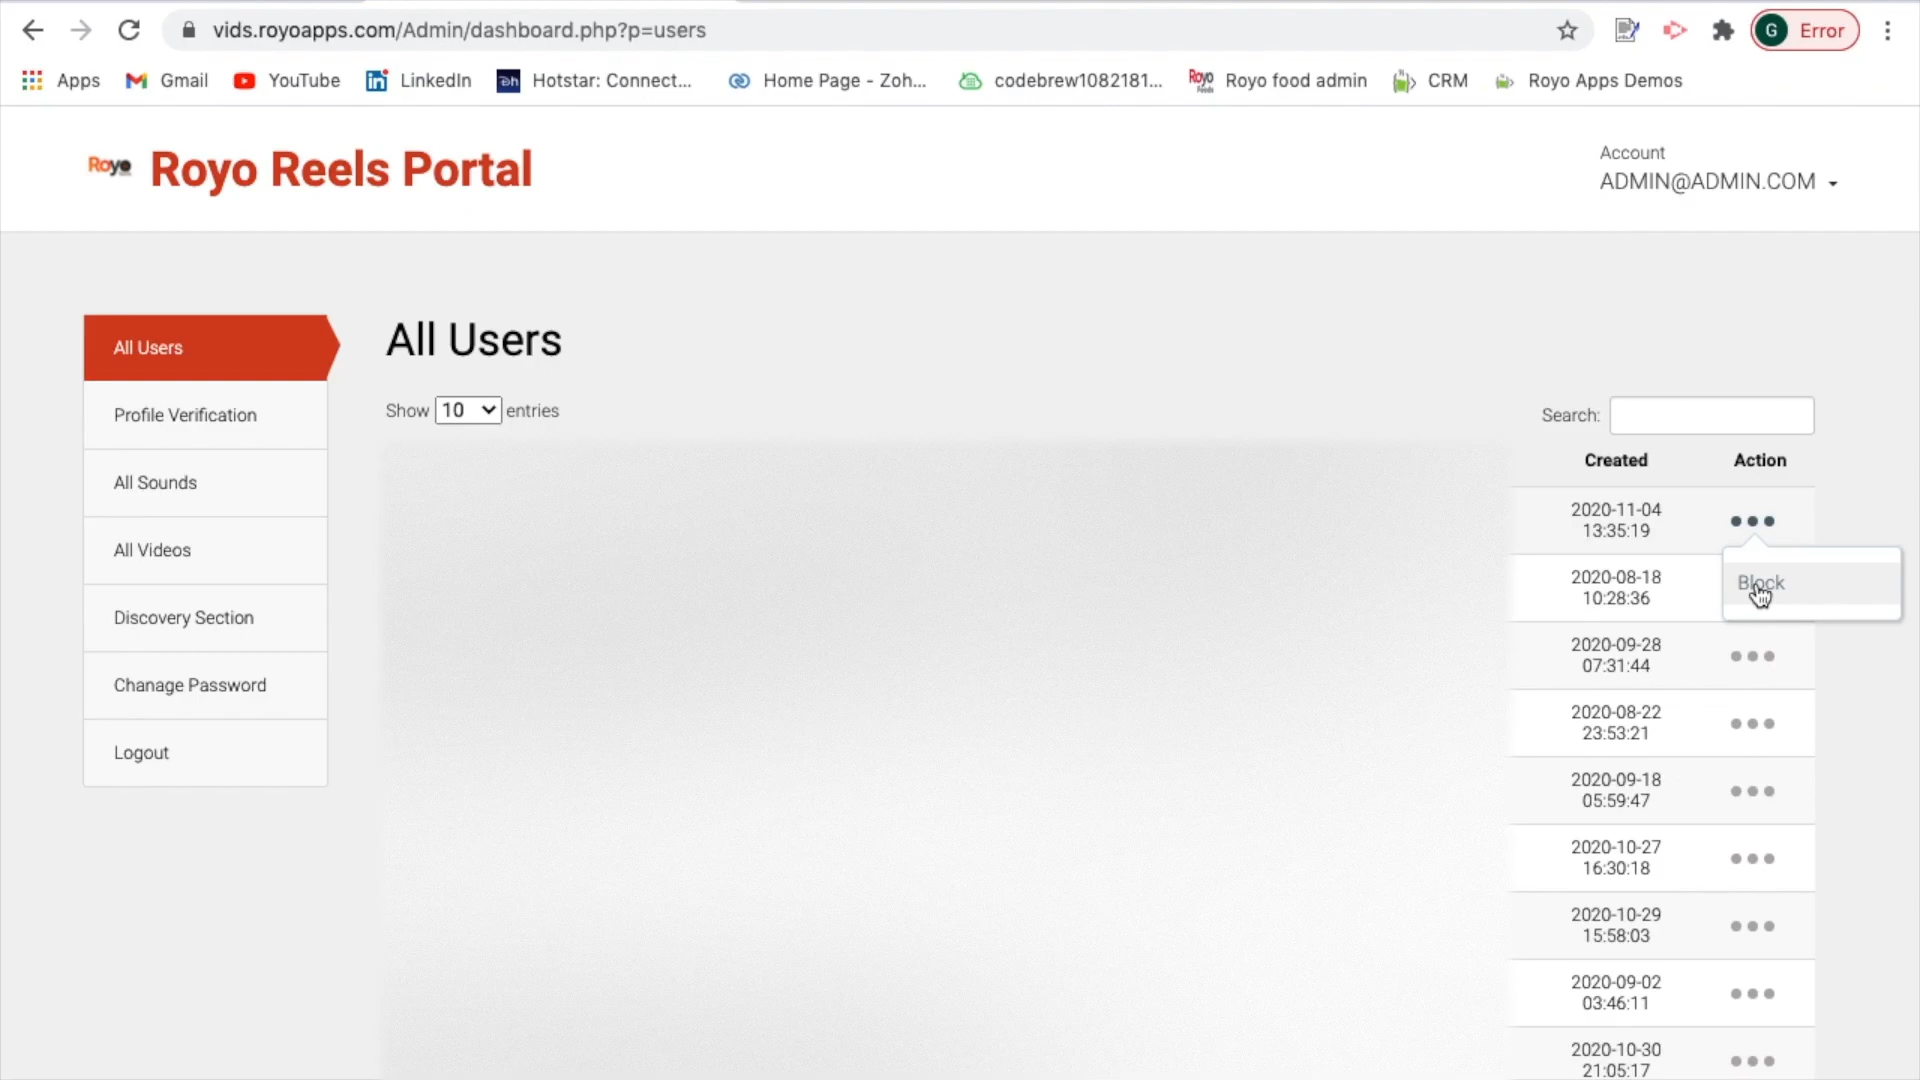 vids.royoapps.com/Admin/dashboard.php?p=users
G Error
Apps Gmail YouTube LinkedIn Hotstar: Connect... Home Page - Zoh... codebrew1082181... Royo food admin CRM Royo Apps Demos
Royo Royo Reels Portal
Account
ADMIN@ADMIN.COM
All Users
Profile Verification
All Sounds
All Videos
Discovery Section
Chanage Password
Logout
All Users
Show 10 entries
Search:
Created Action
2020-11-04
13:35:19
Block
2020-08-18
10:28:36
2020-09-28
07:31:44
2020-08-22
23:53:21
2020-09-18
05:59:47
2020-10-27
16:30:18
2020-10-29
15:58:03
2020-09-02
03:46:11
2020-10-30
21:05:17